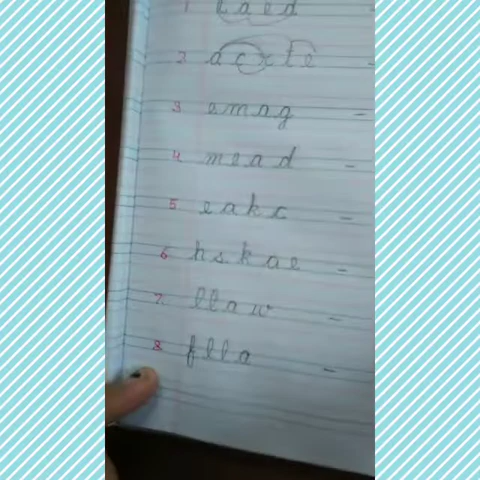 1 l a e d
2 a c r t e -
3 e m a g -
4 m e a d -
5 e a k c -
6 h s k a e -
7. l l a w -
8. f l l a -